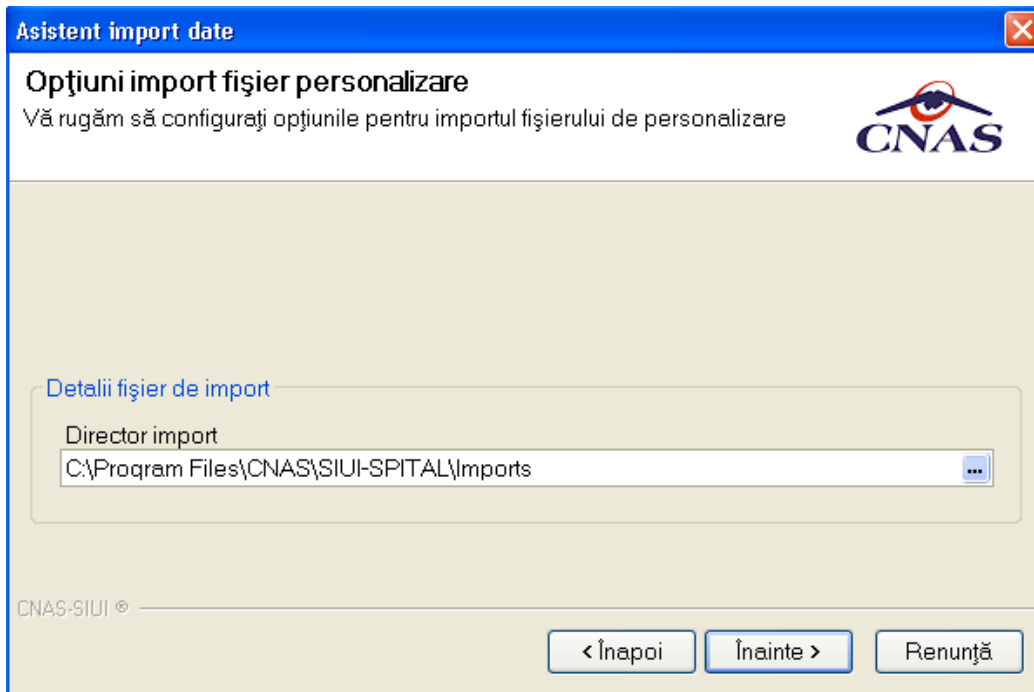 Asistent import date
Opţiuni import fişier personalizare
Vă rugăm să configuraţi opţiunile pentru importul fişierului de personalizare
CNAS
Detalii fişier de import
Director import
C:\Program Files\CNAS\SIUI-SPITAL\Imports
...
CNAS-SIUI ®
< Înapoi
Înainte >
Renunţă